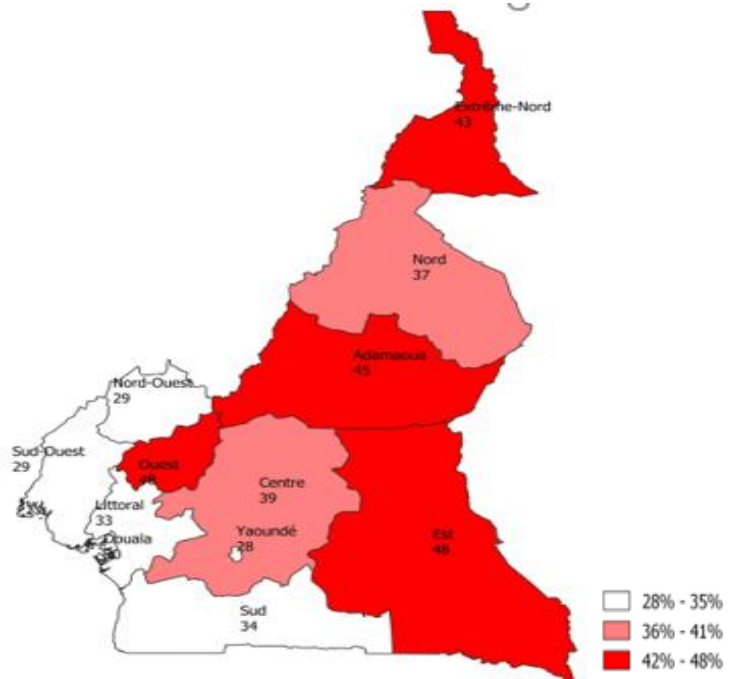 Extrême-Nord
43
Nord
37
Adamaoua
45
Nord-Ouest
29
Sud-Ouest
29
Ouest
Centre
39
Littoral
33
Yaoundé
28
Douala
Est
48
Sud
34
28% - 35%
36% - 41%
42% - 48%